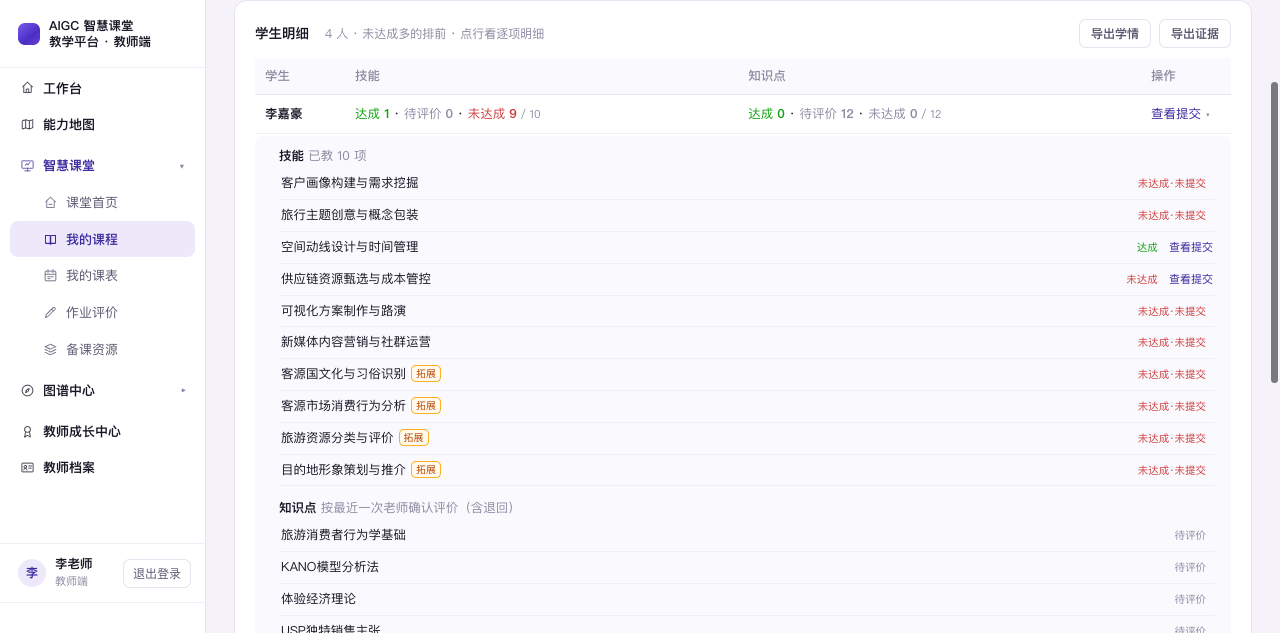 AIGC 智慧课堂
教学平台 · 教师端
工作台
能力地图
智慧课堂
课堂首页
我的课程
我的课表
作业评价
备课资源
图谱中心
教师成长中心
教师档案
李
李老师
教师端
退出登录
学生明细 4 人 · 未达成多的排前 · 点行看逐项明细
导出学情 导出证据
学生 技能 知识点 操作
李嘉豪 达成 1 · 待评价 0 · 未达成 9 / 10 达成 0 · 待评价 12 · 未达成 0 / 12 查看提交
技能 已教 10 项
客户画像构建与需求挖掘 未达成·未提交
旅行主题创意与概念包装 未达成·未提交
空间动线设计与时间管理 达成 查看提交
供应链资源甄选与成本管控 未达成 查看提交
可视化方案制作与路演 未达成·未提交
新媒体内容营销与社群运营 未达成·未提交
客源国文化与习俗识别 拓展 未达成·未提交
客源市场消费行为分析 拓展 未达成·未提交
旅游资源分类与评价 拓展 未达成·未提交
目的地形象策划与推介 拓展 未达成·未提交
知识点 按最近一次老师确认评价（含退回）
旅游消费者行为学基础 待评价
KANO模型分析法 待评价
体验经济理论 待评价
USP独特销售主张 待评价